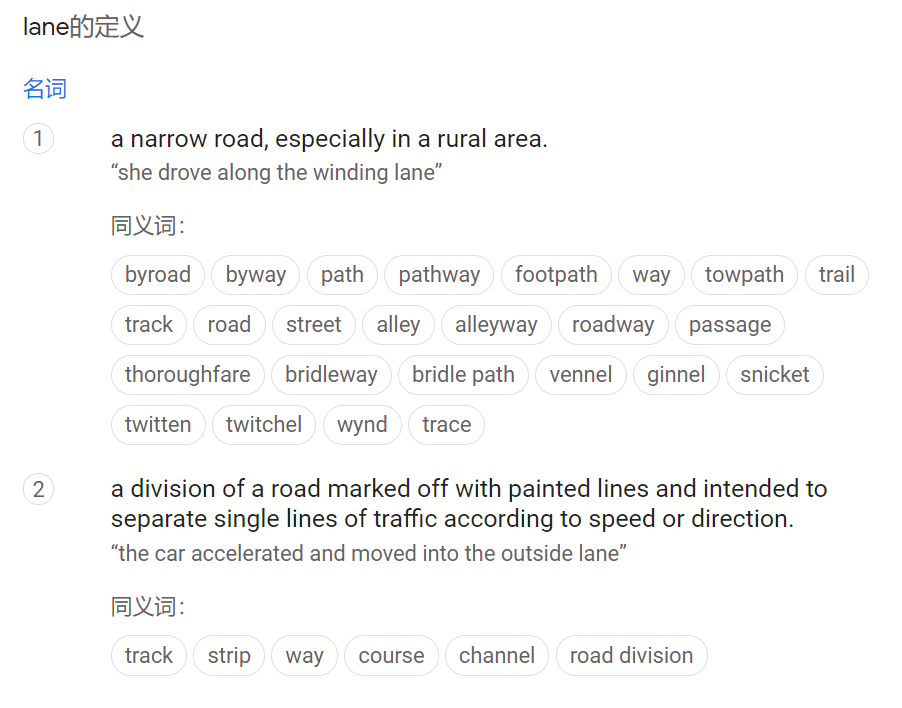 lane的定义
名词
1 a narrow road, especially in a rural area.
“she drove along the winding lane”
同义词：
byroad byway path pathway footpath way towpath trail
track road street alley alleyway roadway passage
thoroughfare bridleway bridle path vennel ginnel snicket
twitten twitchel wynd trace
2 a division of a road marked off with painted lines and intended to
separate single lines of traffic according to speed or direction.
“the car accelerated and moved into the outside lane”
同义词：
track strip way course channel road division